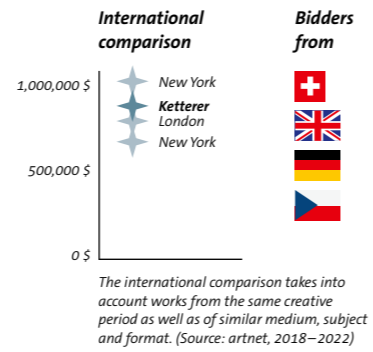 International
comparison
Bidders
from
1,000,000 $
New York
Ketterer
London
New York
500,000 $
0 $
The international comparison takes into
account works from the same creative
period as well as of similar medium, subject
and format. (Source: artnet, 2018–2022)